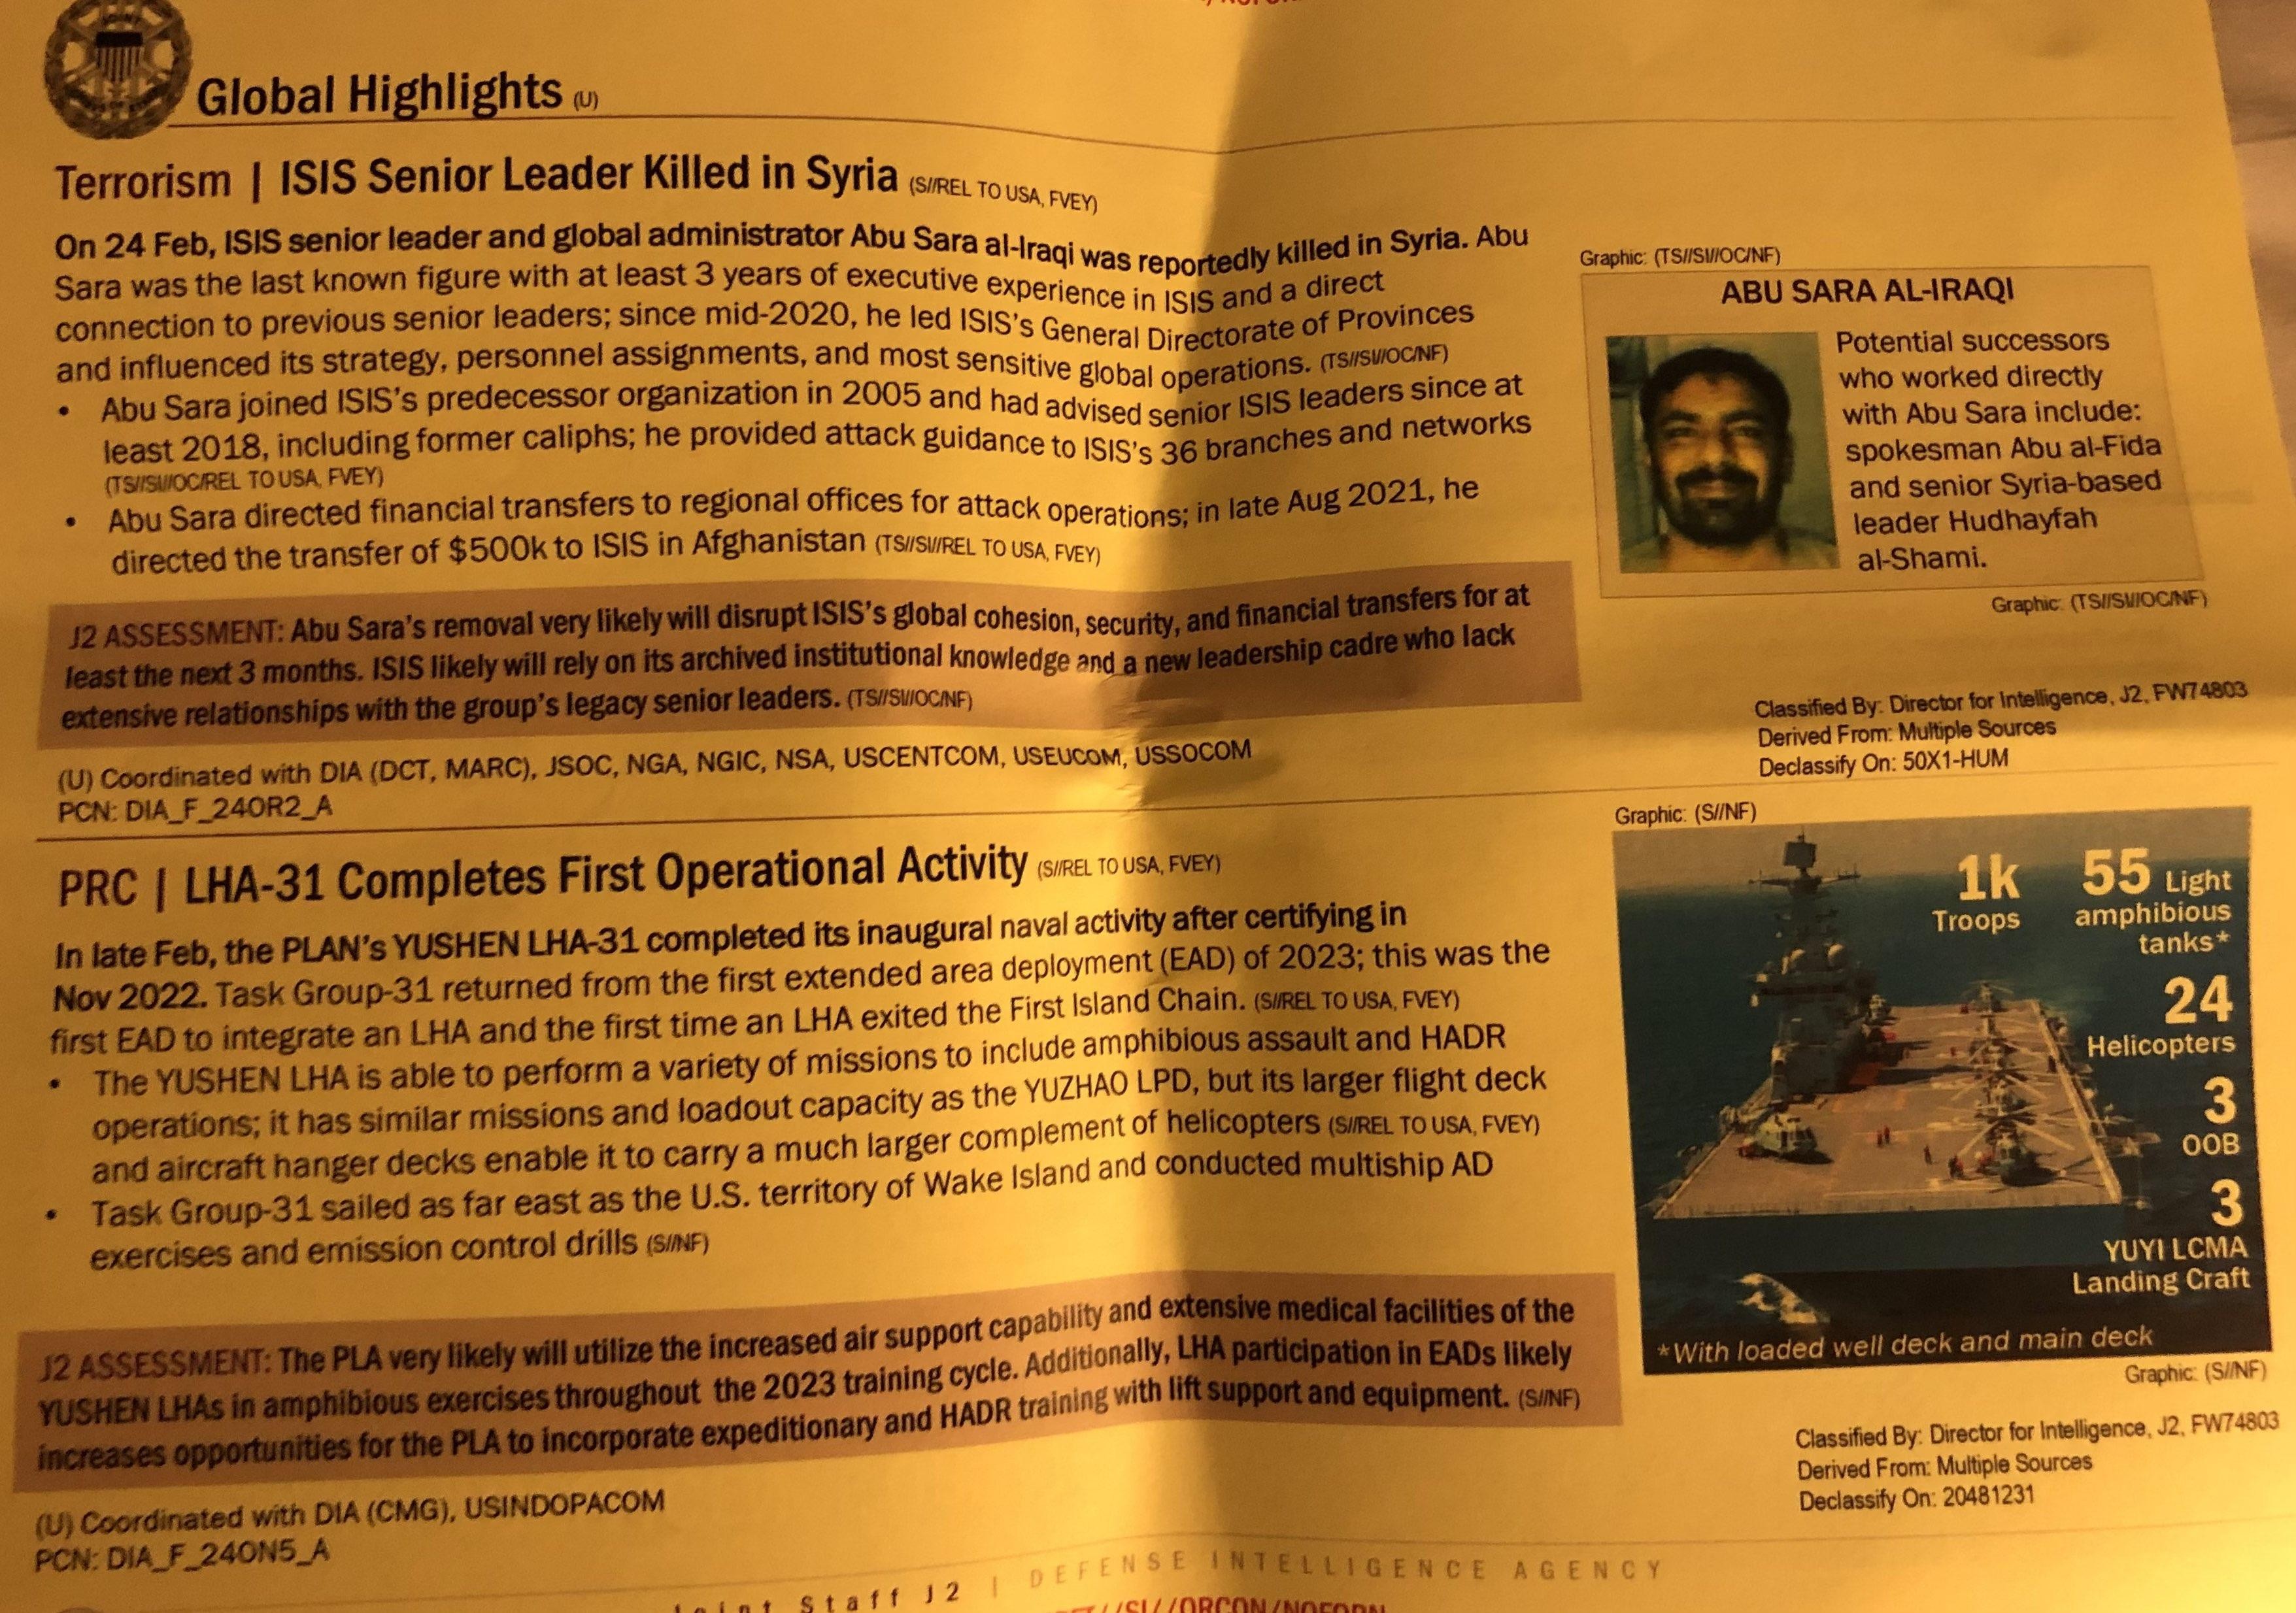 Global Highlights (U)
Terrorism | ISIS Senior Leader Killed in Syria (S//REL TO USA, FVEY)
On 24 Feb, ISIS senior leader and global administrator Abu Sara al-Iraqi was reportedly killed in Syria. Abu
Sara was the last known figure with at least 3 years of executive experience in ISIS and a direct
connection to previous senior leaders; since mid-2020, he led ISIS's General Directorate of Provinces
and influenced its strategy, personnel assignments, and most sensitive global operations. (TS//SI//OC/NF)
• Abu Sara joined ISIS's predecessor organization in 2005 and had advised senior ISIS leaders since at
least 2018, including former caliphs; he provided attack guidance to ISIS's 36 branches and networks
(TS//SI//OC/REL TO USA, FVEY)
• Abu Sara directed financial transfers to regional offices for attack operations; in late Aug 2021, he
directed the transfer of $500k to ISIS in Afghanistan (TS//SI//REL TO USA, FVEY)
J2 ASSESSMENT: Abu Sara's removal very likely will disrupt ISIS's global cohesion, security, and financial transfers for at
least the next 3 months. ISIS likely will rely on its archived institutional knowledge and a new leadership cadre who lack
extensive relationships with the group's legacy senior leaders. (TS//SI//OC/NF)
(U) Coordinated with DIA (DCT, MARC), JSOC, NGA, NGIC, NSA, USCENTCOM, USEUCOM, USSOCOM
PCN: DIA_F_24OR2_A
Graphic: (TS//SI//OC/NF)
ABU SARA AL-IRAQI
Potential successors
who worked directly
with Abu Sara include:
spokesman Abu al-Fida
and senior Syria-based
leader Hudhayfah
al-Shami.
Graphic: (TS//SI//OC/NF)
Classified By: Director for Intelligence, J2, FW74803
Derived From: Multiple Sources
Declassify On: 50X1-HUM
PRC | LHA-31 Completes First Operational Activity (S//REL TO USA, FVEY)
In late Feb, the PLAN's YUSHEN LHA-31 completed its inaugural naval activity after certifying in
Nov 2022. Task Group-31 returned from the first extended area deployment (EAD) of 2023; this was the
first EAD to integrate an LHA and the first time an LHA exited the First Island Chain. (S//REL TO USA, FVEY)
• The YUSHEN LHA is able to perform a variety of missions to include amphibious assault and HADR
operations; it has similar missions and loadout capacity as the YUZHAO LPD, but its larger flight deck
and aircraft hanger decks enable it to carry a much larger complement of helicopters (S//REL TO USA, FVEY)
• Task Group-31 sailed as far east as the U.S. territory of Wake Island and conducted multiship AD
exercises and emission control drills (S//NF)
J2 ASSESSMENT: The PLA very likely will utilize the increased air support capability and extensive medical facilities of the
YUSHEN LHAs in amphibious exercises throughout the 2023 training cycle. Additionally, LHA participation in EADs likely
increases opportunities for the PLA to incorporate expeditionary and HADR training with lift support and equipment. (S//NF)
(U) Coordinated with DIA (CMG), USINDOPACOM
PCN: DIA_F_24ON5_A
Graphic: (S//NF)
1k
Troops
55 Light
amphibious
tanks*
24
Helicopters
3
OOB
3
YUYI LCMA
Landing Craft
*With loaded well deck and main deck
Graphic: (S//NF)
Classified By: Director for Intelligence, J2, FW74803
Derived From: Multiple Sources
Declassify On: 20481231
Joint Staff J2 | DEFENSE INTELLIGENCE AGENCY
//SI//ORCON/NOFORN